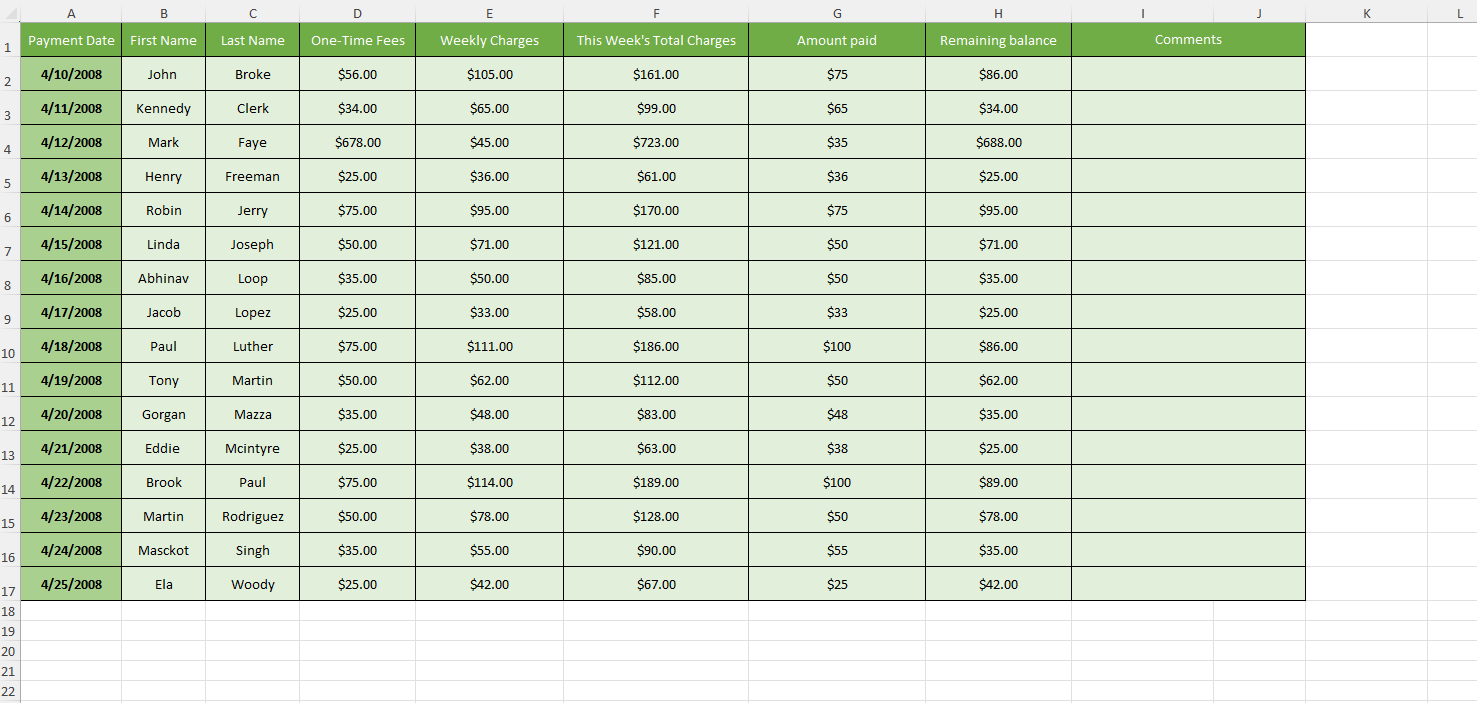 A B C D E F G H I J K L
1 Payment Date First Name Last Name One-Time Fees Weekly Charges This Week's Total Charges Amount paid Remaining balance Comments
2 4/10/2008 John Broke $56.00 $105.00 $161.00 $75 $86.00
3 4/11/2008 Kennedy Clerk $34.00 $65.00 $99.00 $65 $34.00
4 4/12/2008 Mark Faye $678.00 $45.00 $723.00 $35 $688.00
5 4/13/2008 Henry Freeman $25.00 $36.00 $61.00 $36 $25.00
6 4/14/2008 Robin Jerry $75.00 $95.00 $170.00 $75 $95.00
7 4/15/2008 Linda Joseph $50.00 $71.00 $121.00 $50 $71.00
8 4/16/2008 Abhinav Loop $35.00 $50.00 $85.00 $50 $35.00
9 4/17/2008 Jacob Lopez $25.00 $33.00 $58.00 $33 $25.00
10 4/18/2008 Paul Luther $75.00 $111.00 $186.00 $100 $86.00
11 4/19/2008 Tony Martin $50.00 $62.00 $112.00 $50 $62.00
12 4/20/2008 Gorgan Mazza $35.00 $48.00 $83.00 $48 $35.00
13 4/21/2008 Eddie Mcintyre $25.00 $38.00 $63.00 $38 $25.00
14 4/22/2008 Brook Paul $75.00 $114.00 $189.00 $100 $89.00
15 4/23/2008 Martin Rodriguez $50.00 $78.00 $128.00 $50 $78.00
16 4/24/2008 Masckot Singh $35.00 $55.00 $90.00 $55 $35.00
17 4/25/2008 Ela Woody $25.00 $42.00 $67.00 $25 $42.00
18
19
20
21
22